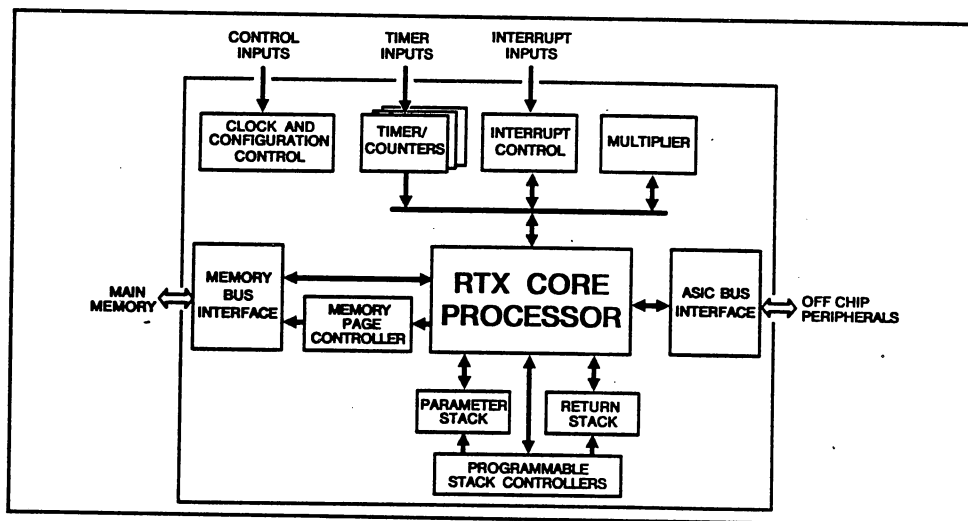 CONTROL
INPUTS
TIMER
INPUTS
INTERRUPT
INPUTS
CLOCK AND
CONFIGURATION
CONTROL
TIMER/
COUNTERS
INTERRUPT
CONTROL
MULTIPLIER
MAIN
MEMORY
MEMORY
BUS
INTERFACE
MEMORY
PAGE
CONTROLLER
RTX CORE
PROCESSOR
ASIC BUS
INTERFACE
OFF CHIP
PERIPHERALS
PARAMETER
STACK
RETURN
STACK
PROGRAMMABLE
STACK CONTROLLERS